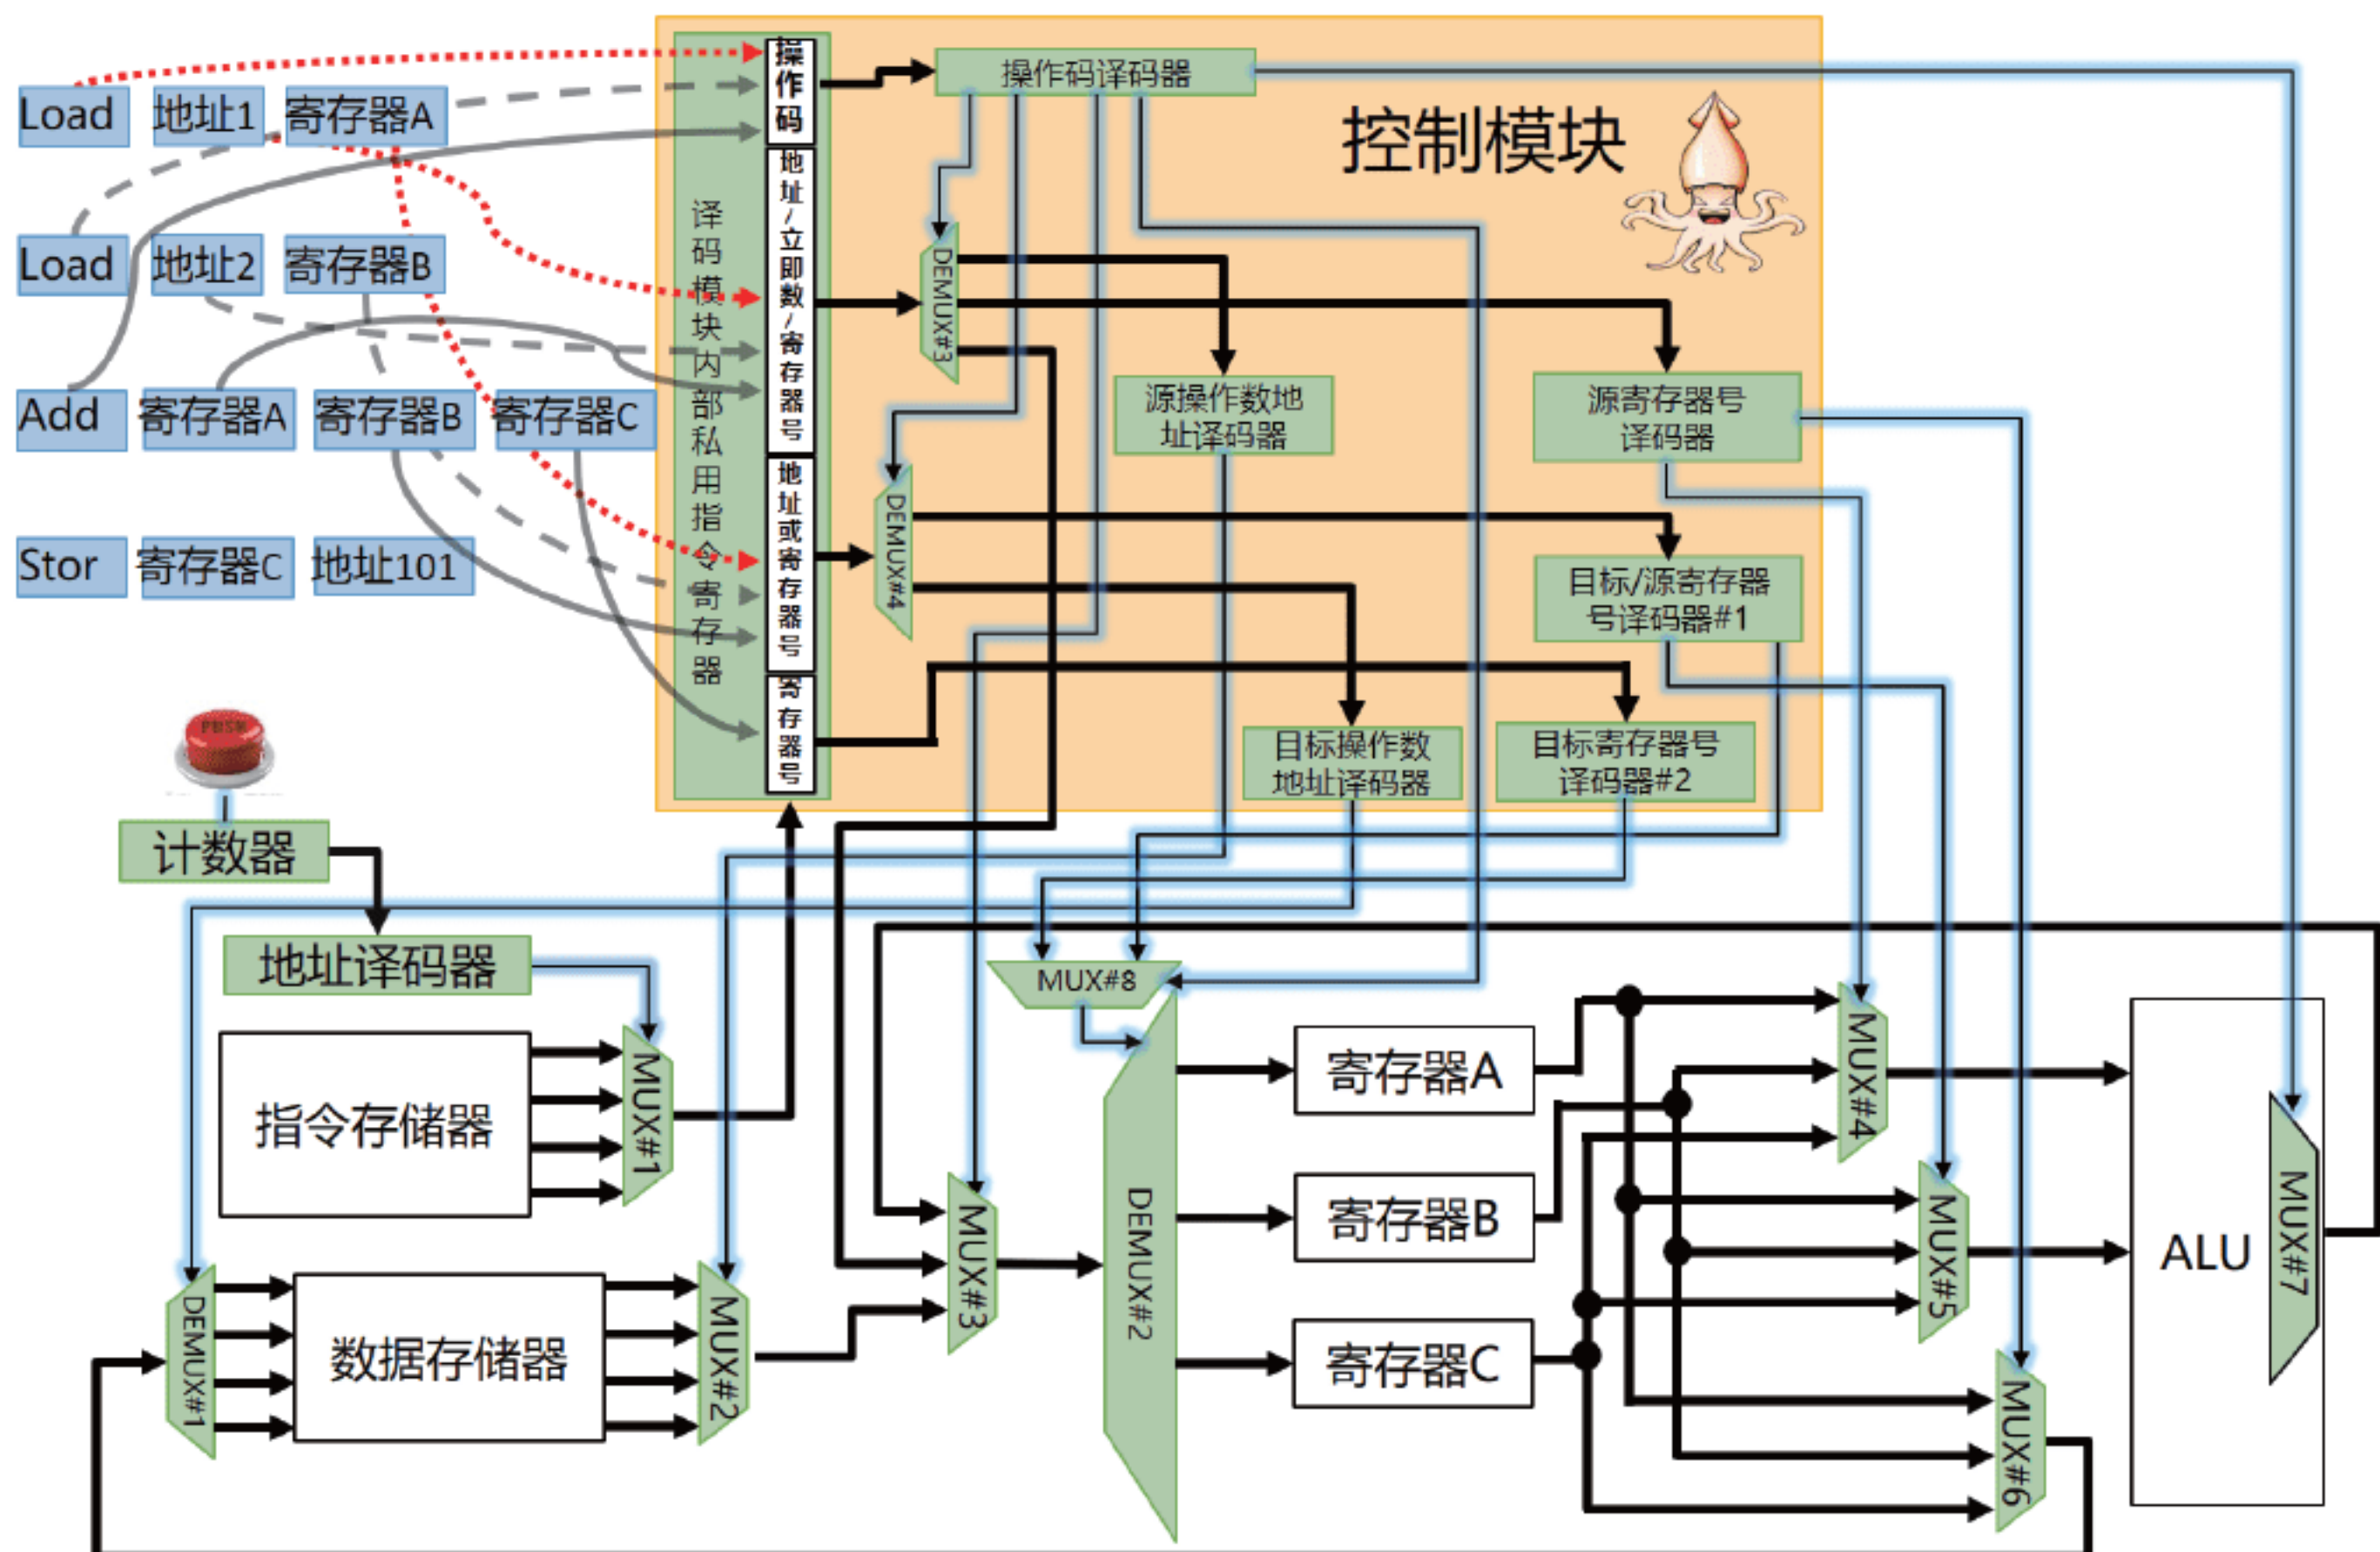 Load 地址1 寄存器A
Load 地址2 寄存器B
Add 寄存器A 寄存器B 寄存器C
Stor 寄存器C 地址101
译码模块内部私用指令寄存器
操作码
地址/立即数/寄存器号
地址或寄存器号
寄存器号
操作码译码器
控制模块
DEMUX#3
源操作数地
址译码器
源寄存器号
译码器
DEMUX#4
目标/源寄存器
号译码器#1
目标操作数
地址译码器
目标寄存器号
译码器#2
计数器
地址译码器
指令存储器
MUX#1
DEMUX#1
数据存储器
MUX#2
MUX#8
MUX#3
DEMUX#2
寄存器A
寄存器B
寄存器C
MUX#4
MUX#5
MUX#6
ALU
MUX#7